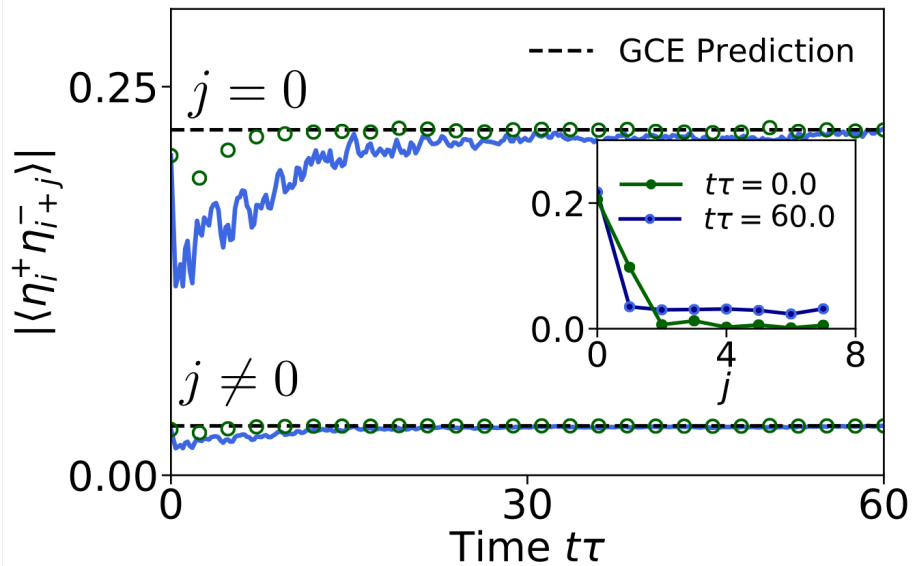 |⟨η_i^+ η_{i+j}^-⟩|
0.25
0.00
j = 0
j ≠ 0
GCE Prediction
0.2
0.0
tτ = 0.0
tτ = 60.0
0 4 8
j
0 30 60
Time tτ